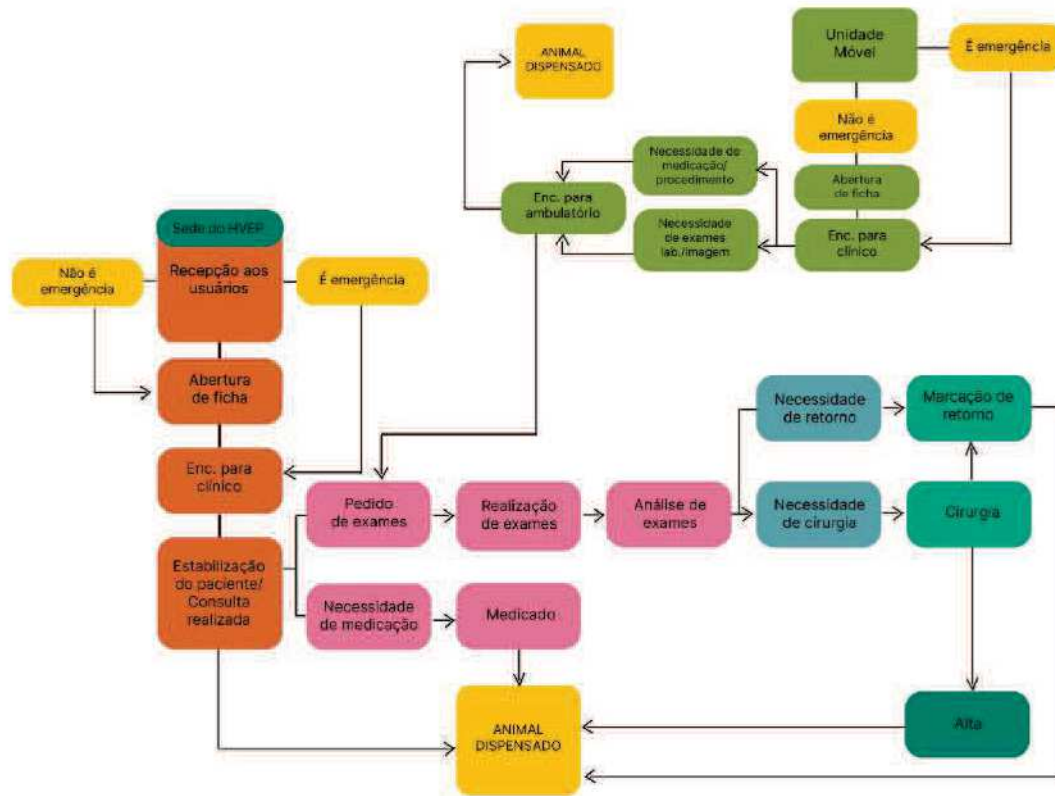 ANIMAL
DISPENSADO
Unidade
Móvel
É emergência
Não é
emergência
Necessidade de
medicação/
procedimento
Abertura
de ficha
Enc. para
ambulatório
Necessidade
de exames
lab./imagem
Enc. para
clínico
Sede do HVEP
Recepção aos
usuários
Não é
emergência
É emergência
Abertura
de ficha
Enc. para
clínico
Estabilização
do paciente/
Consulta
realizada
Pedido
de exames
Realização
de exames
Análise de
exames
Necessidade
de retorno
Marcação de
retorno
Necessidade
de cirurgia
Cirurgia
Necessidade
de medicação
Medicado
ANIMAL
DISPENSADO
Alta